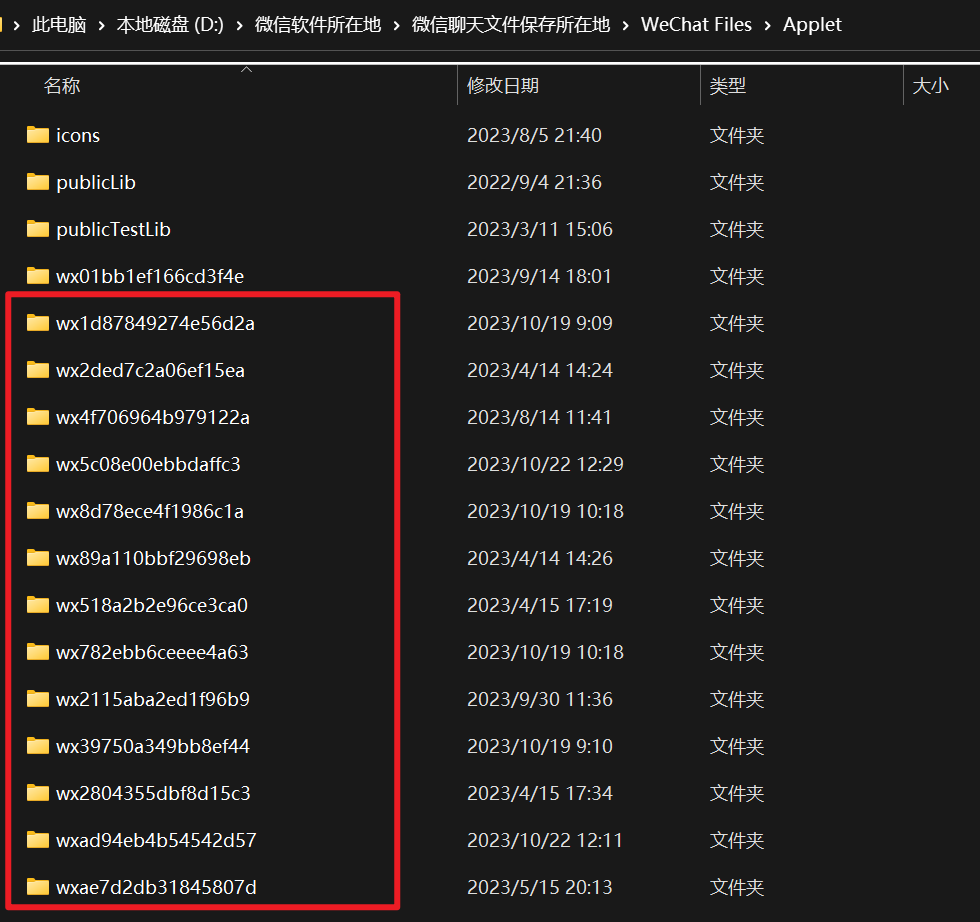 此电脑 › 本地磁盘 (D:) › 微信软件所在地 › 微信聊天文件保存所在地 › WeChat Files › Applet
名称 修改日期 类型 大小
icons 2023/8/5 21:40 文件夹
publicLib 2022/9/4 21:36 文件夹
publicTestLib 2023/3/11 15:06 文件夹
wx01bb1ef166cd3f4e 2023/9/14 18:01 文件夹
wx1d87849274e56d2a 2023/10/19 9:09 文件夹
wx2ded7c2a06ef15ea 2023/4/14 14:24 文件夹
wx4f706964b979122a 2023/8/14 11:41 文件夹
wx5c08e00ebbdaffc3 2023/10/22 12:29 文件夹
wx8d78ece4f1986c1a 2023/10/19 10:18 文件夹
wx89a110bbf29698eb 2023/4/14 14:26 文件夹
wx518a2b2e96ce3ca0 2023/4/15 17:19 文件夹
wx782ebb6ceeee4a63 2023/10/19 10:18 文件夹
wx2115aba2ed1f96b9 2023/9/30 11:36 文件夹
wx39750a349bb8ef44 2023/10/19 9:10 文件夹
wx2804355dbf8d15c3 2023/4/15 17:34 文件夹
wxad94eb4b54542d57 2023/10/22 12:11 文件夹
wxae7d2db31845807d 2023/5/15 20:13 文件夹